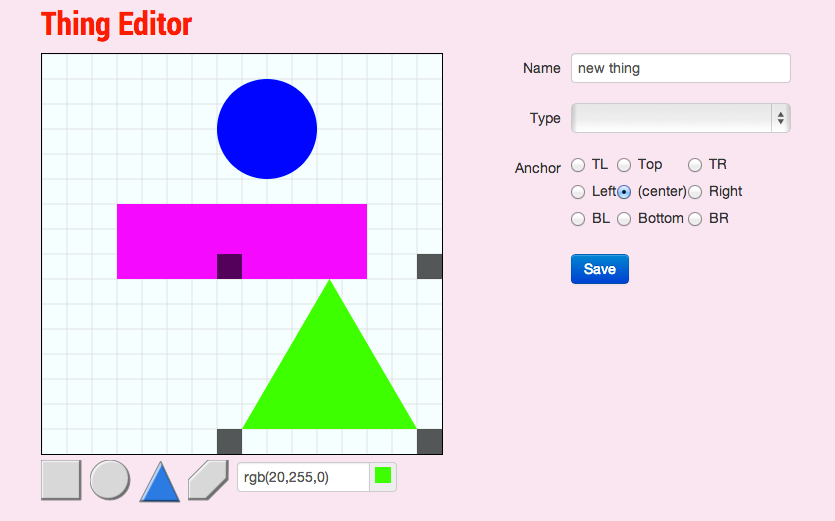 Thing Editor
Name new thing
Type
Anchor TL Top TR
Left (center) Right
BL Bottom BR
Save
rgb(20,255,0)